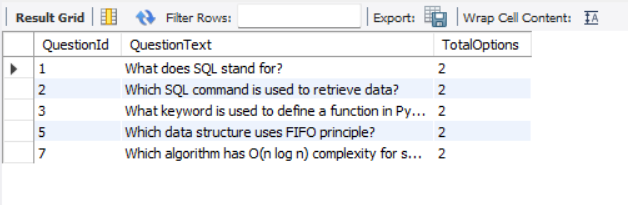 Result Grid Filter Rows: Export: Wrap Cell Content: IA
QuestionId QuestionText TotalOptions
1 What does SQL stand for? 2
2 Which SQL command is used to retrieve data? 2
3 What keyword is used to define a function in Py... 2
5 Which data structure uses FIFO principle? 2
7 Which algorithm has O(n log n) complexity for s... 2